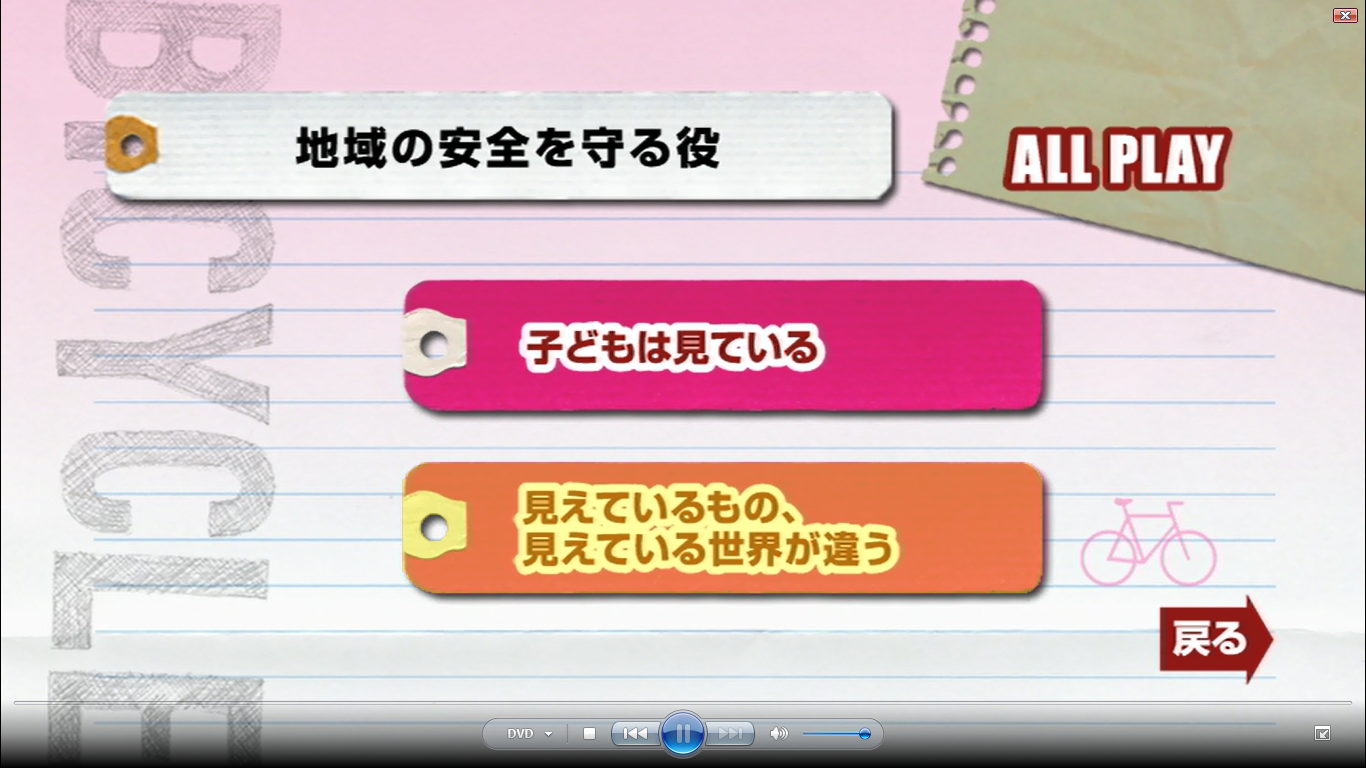 BICYCLE
地域の安全を守る役
ALL PLAY
子どもは見ている
見えているもの、
見えている世界が違う
戻る
DVD